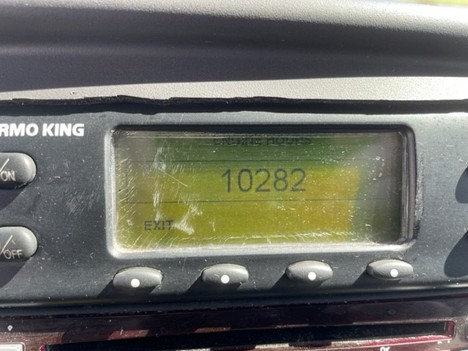 RMO KING
ENGINE HOURS
/ON
10282
EXIT
/OFF